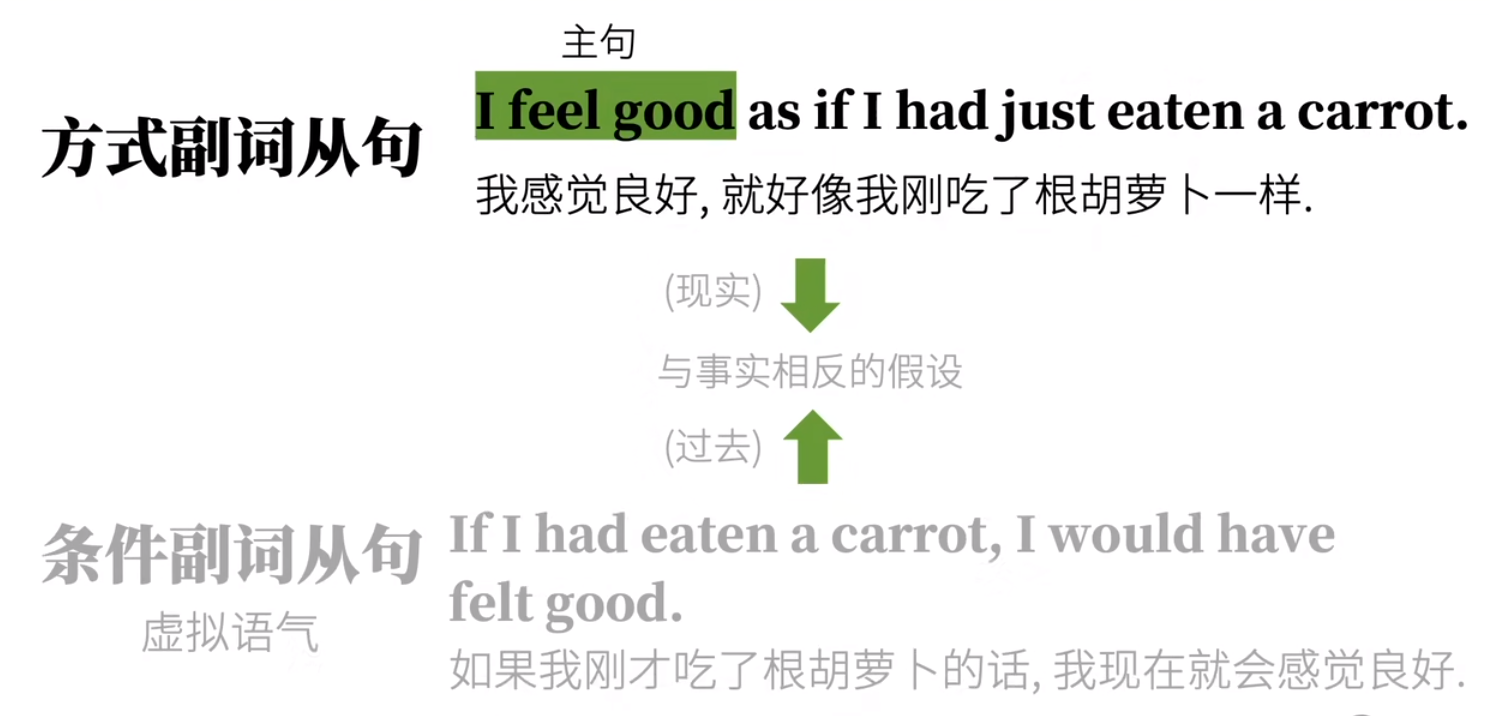 主句
方式副词从句
I feel good as if I had just eaten a carrot.
我感觉良好, 就好像我刚吃了根胡萝卜一样.
(现实)
与事实相反的假设
(过去)
条件副词从句
虚拟语气
If I had eaten a carrot, I would have
felt good.
如果我刚才吃了根胡萝卜的话, 我现在就会感觉良好.